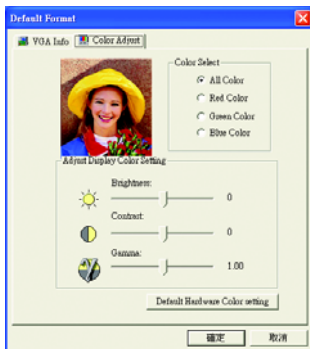 Default Format
VGA Info
Color Adjust
Color Select
All Color
Red Color
Green Color
Blue Color
Adjust Display Color Setting
Brightness:
0
Contrast:
0
Gamma:
1.00
Default Hardware Color setting
確定
取消